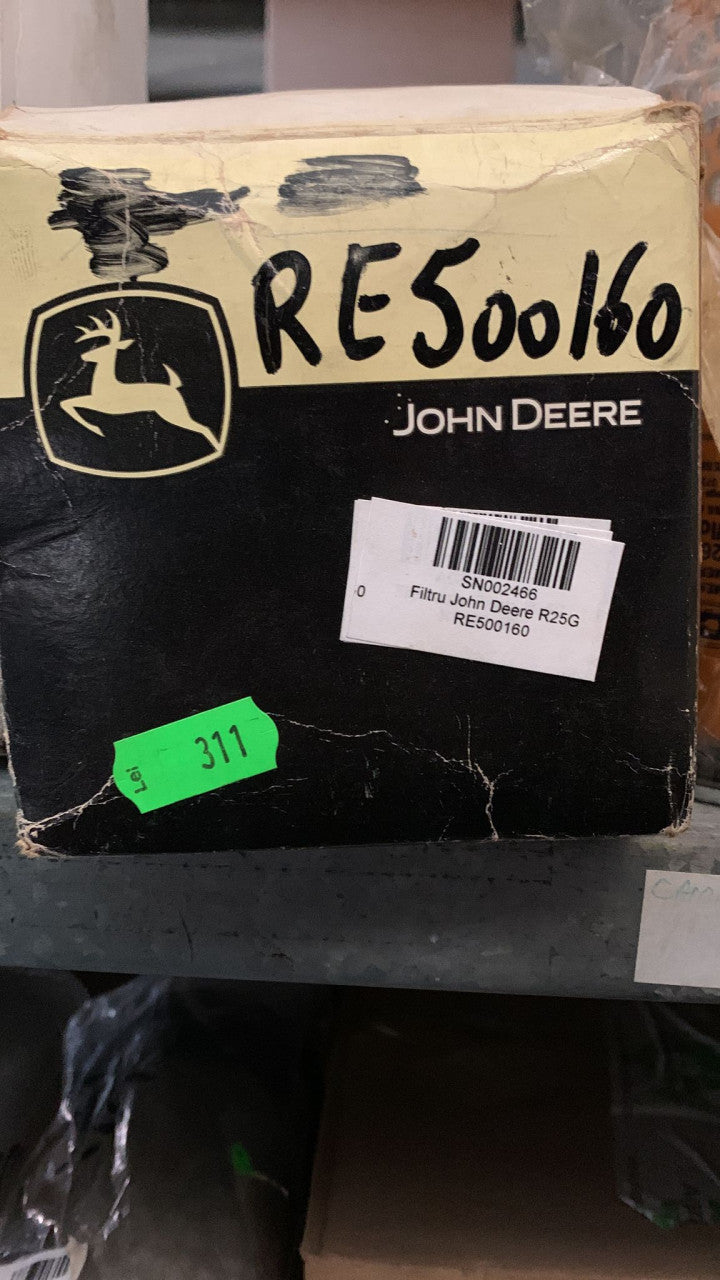 RE500160
JOHN DEERE
SN002466
Filtru John Deere R25G
RE500160
0
Lei 311